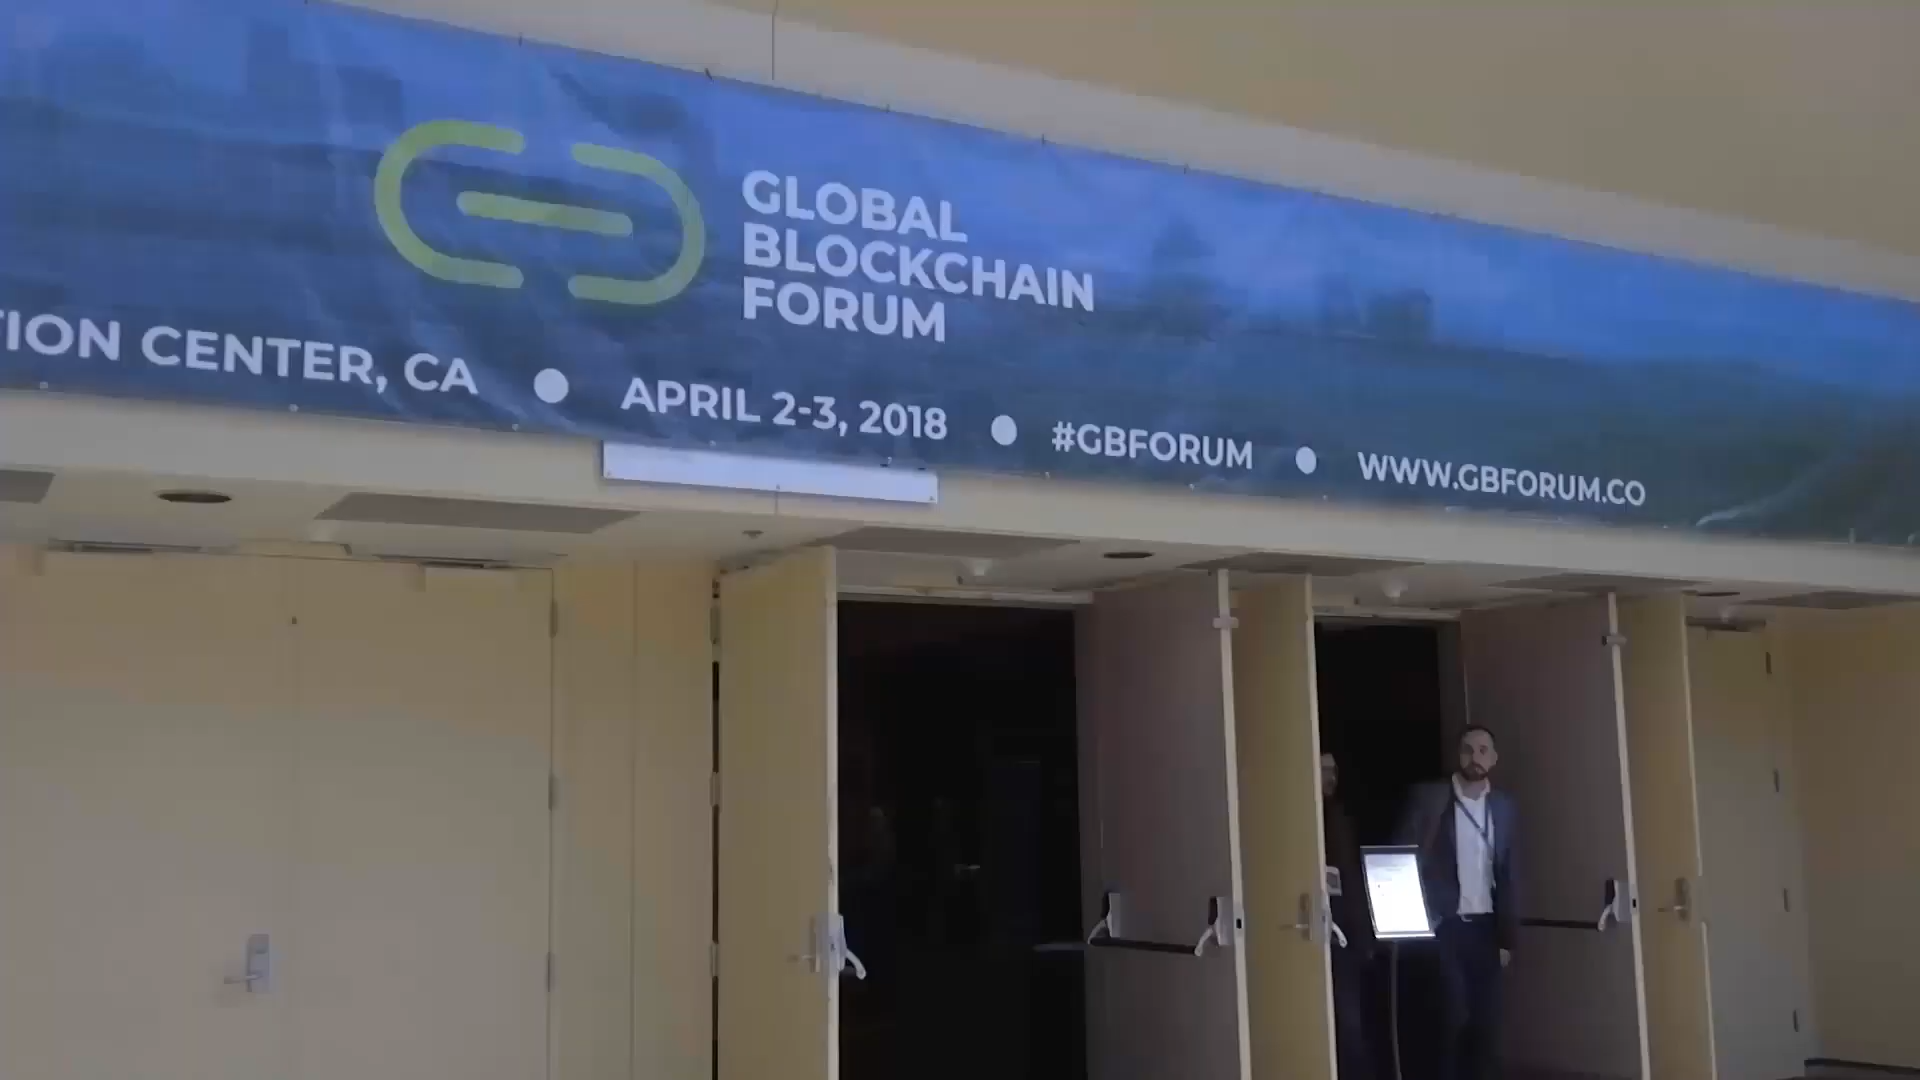 GLOBAL
BLOCKCHAIN
FORUM
TION CENTER, CA ● APRIL 2-3, 2018 ● #GBFORUM ● WWW.GBFORUM.CO